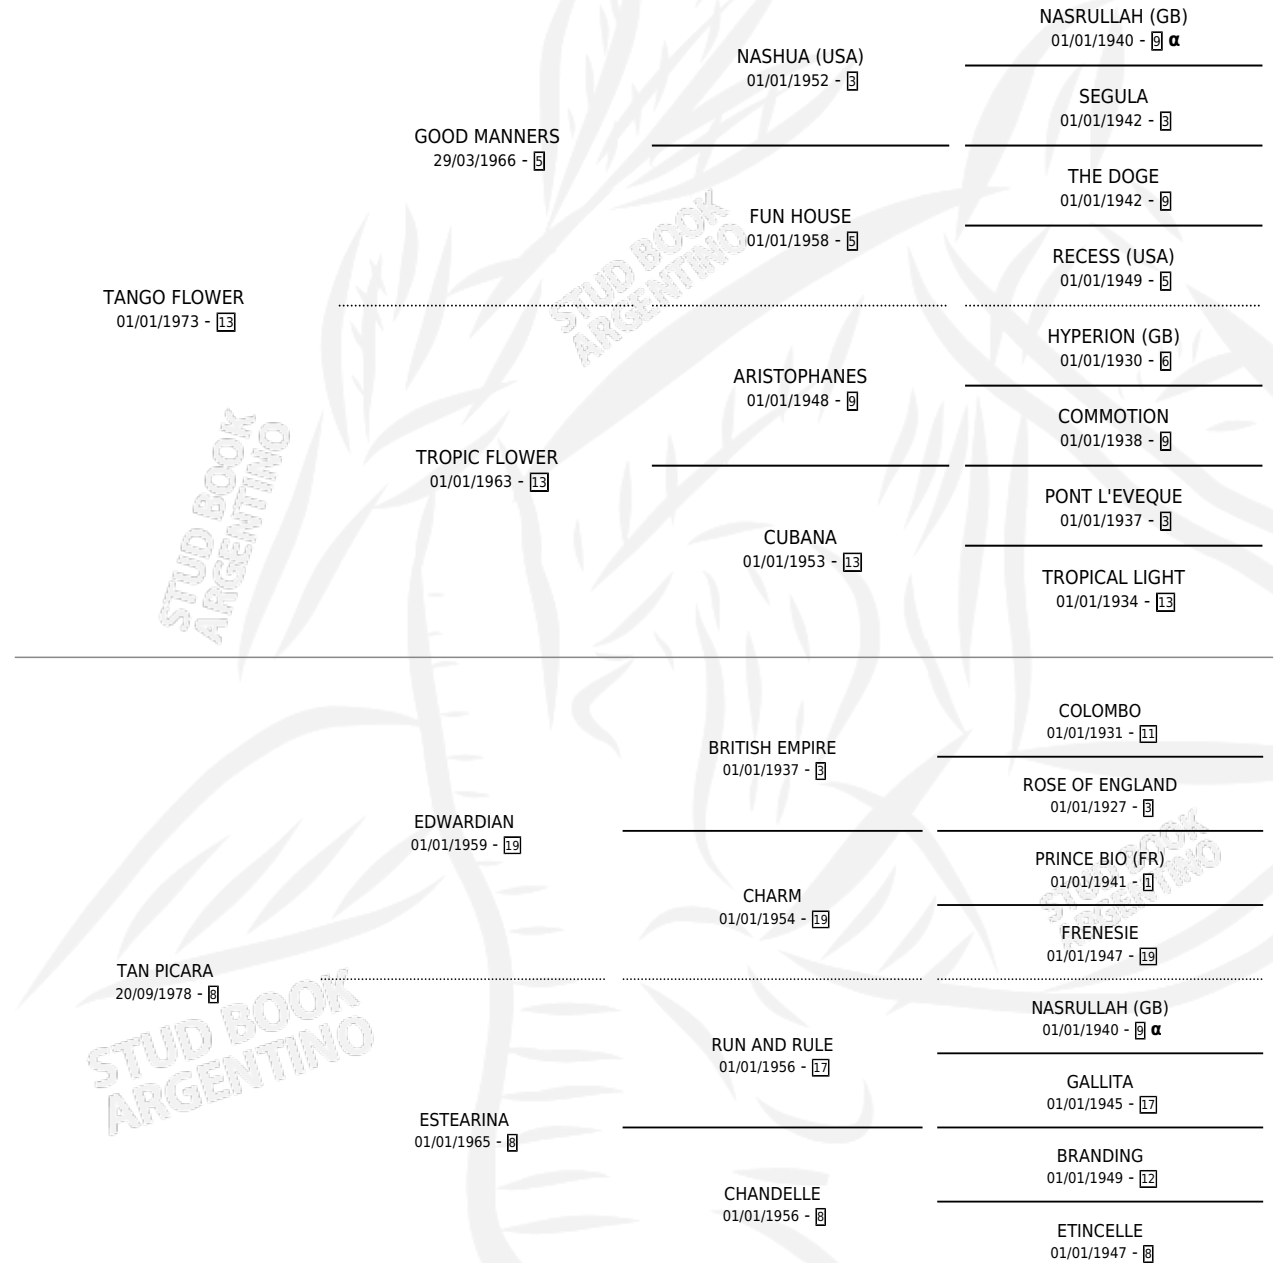 NASRULLAH (GB)
01/01/1940 - 9 α
NASHUA (USA)
01/01/1952 - 3
SEGULA
01/01/1942 - 3
GOOD MANNERS
29/03/1966 - 5
THE DOGE
01/01/1942 - 9
FUN HOUSE
01/01/1958 - 5
RECESS (USA)
01/01/1949 - 5
TANGO FLOWER
01/01/1973 - 13
HYPERION (GB)
01/01/1930 - 6
ARISTOPHANES
01/01/1948 - 9
COMMOTION
01/01/1938 - 9
TROPIC FLOWER
01/01/1963 - 13
PONT L'EVEQUE
01/01/1937 - 3
CUBANA
01/01/1953 - 13
TROPICAL LIGHT
01/01/1934 - 13
STUD BOOK
ARGENTINO
STUD BOOK
ARGENTINO
COLOMBO
01/01/1931 - 11
BRITISH EMPIRE
01/01/1937 - 3
ROSE OF ENGLAND
01/01/1927 - 3
EDWARDIAN
01/01/1959 - 19
PRINCE BIO (FR)
01/01/1941 - 1
CHARM
01/01/1954 - 19
FRENESIE
01/01/1947 - 19
TAN PICARA
20/09/1978 - 8
NASRULLAH (GB)
01/01/1940 - 9 α
RUN AND RULE
01/01/1956 - 17
GALLITA
01/01/1945 - 17
ESTEARINA
01/01/1965 - 8
BRANDING
01/01/1949 - 12
CHANDELLE
01/01/1956 - 8
ETINCELLE
01/01/1947 - 8
STUD BOOK
ARGENTINO
STUD BOOK
ARGENTINO